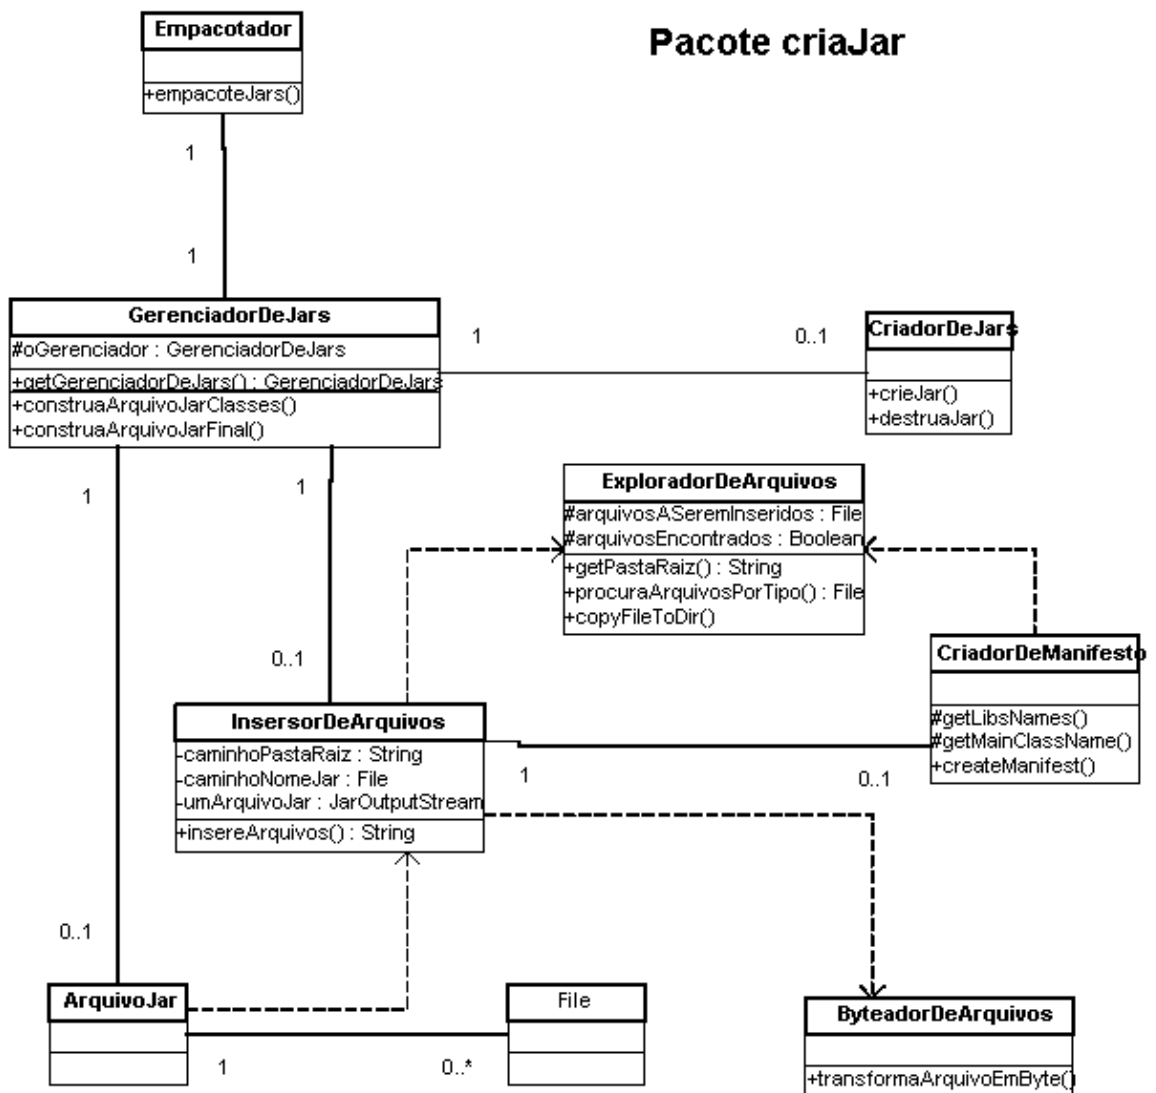 Empacotador
+empacoteJars()
Pacote criaJar
1
1
GerenciadorDeJars
#oGerenciador : GerenciadorDeJars
+getGerenciadorDeJars() : GerenciadorDeJars
+construaArquivoJarClasses()
+construaArquivoJarFinal()
1
0..1
CriadorDeJars
+crieJar()
+destruaJar()
1
1
ExploradorDeArquivos
#arquivosASeremInseridos : File
#arquivosEncontrados : Boolean
+getPastaRaiz() : String
+procuraArquivosPorTipo() : File
+copyFileToDir()
0..1
CriadorDeManifesto
#getLibsNames()
#getMainClassName()
+createManifest()
InsersorDeArquivos
-caminhoPastaRaiz : String
-caminhoNomeJar : File
-umArquivoJar : JarOutputStream
+insereArquivos() : String
1
0..1
0..1
ArquivoJar
File
1
0..*
ByteadorDeArquivos
+transformaArquivoEmByte()